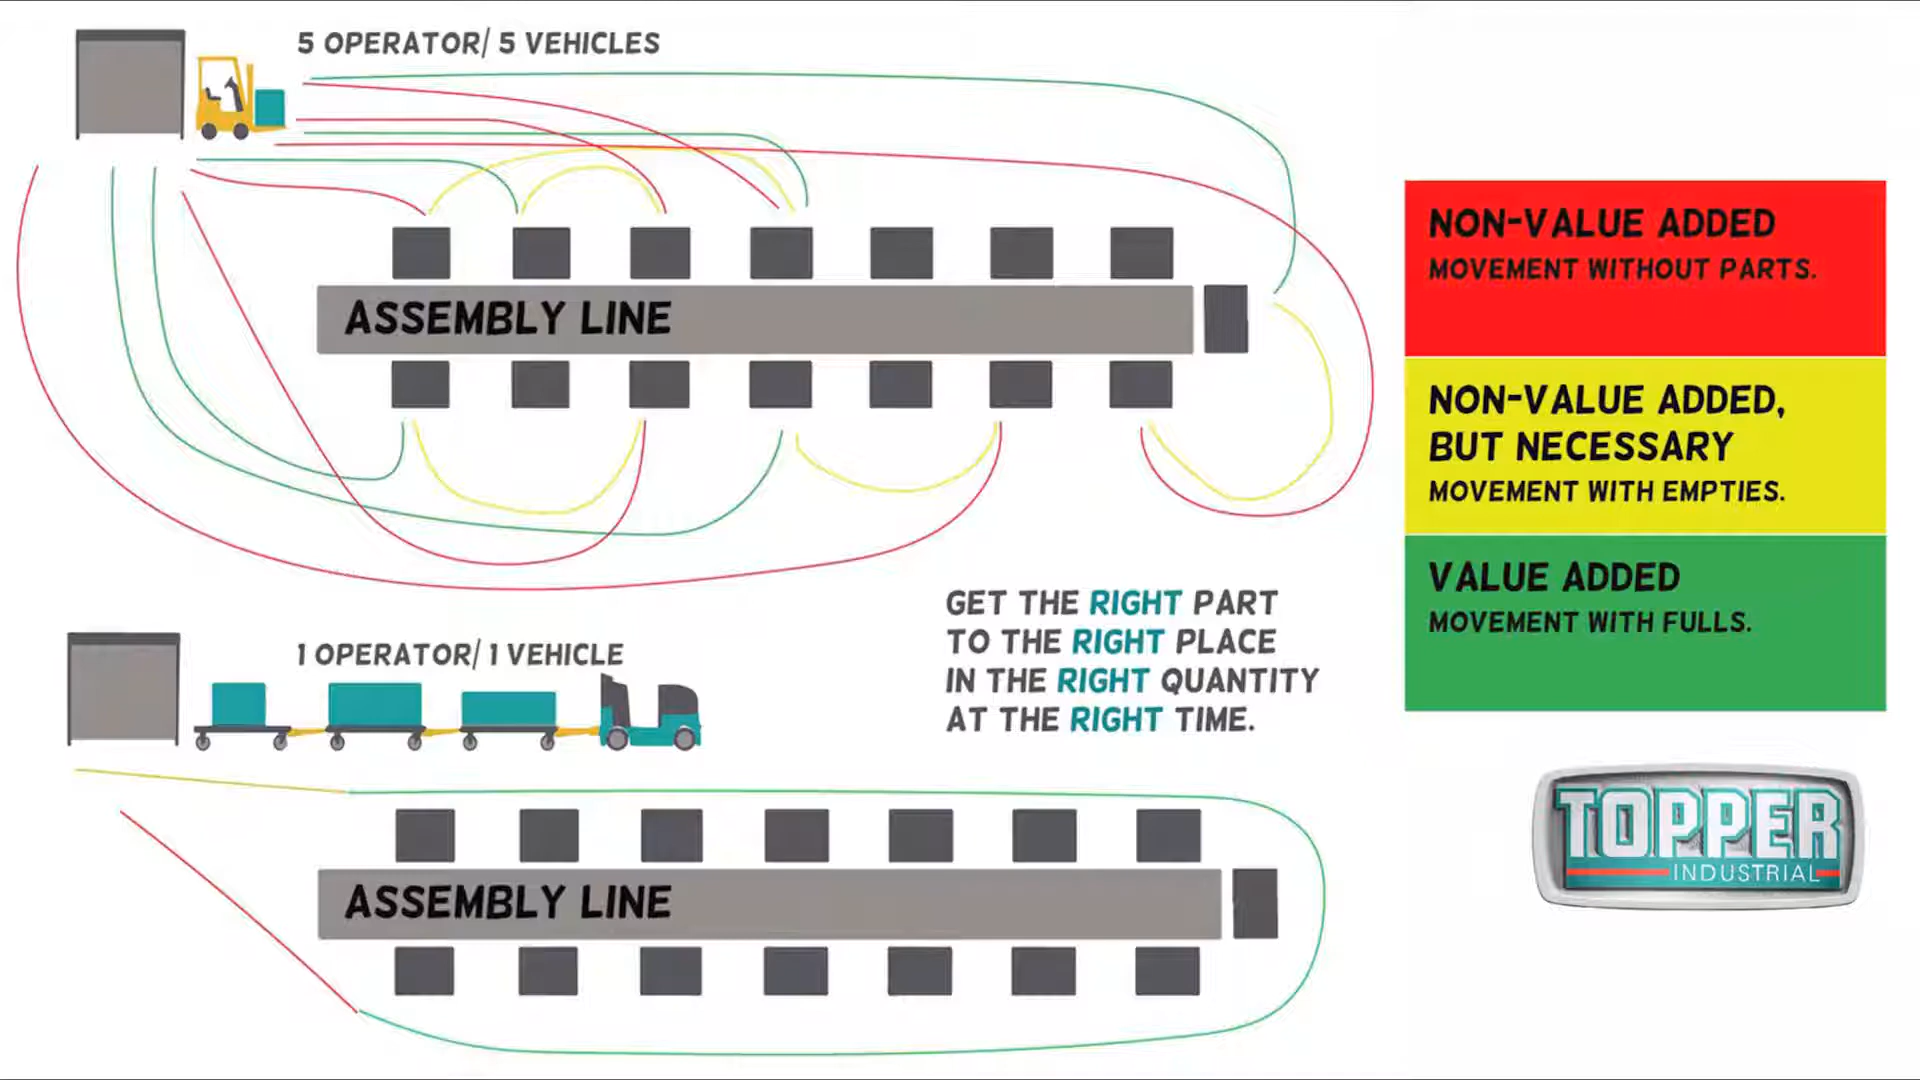 5 OPERATOR/ 5 VEHICLES
ASSEMBLY LINE
NON-VALUE ADDED
MOVEMENT WITHOUT PARTS.
NON-VALUE ADDED,
BUT NECESSARY
MOVEMENT WITH EMPTIES.
VALUE ADDED
MOVEMENT WITH FULLS.
GET THE RIGHT PART
TO THE RIGHT PLACE
IN THE RIGHT QUANTITY
AT THE RIGHT TIME.
1 OPERATOR/ 1 VEHICLE
ASSEMBLY LINE
TOPPER
INDUSTRIAL